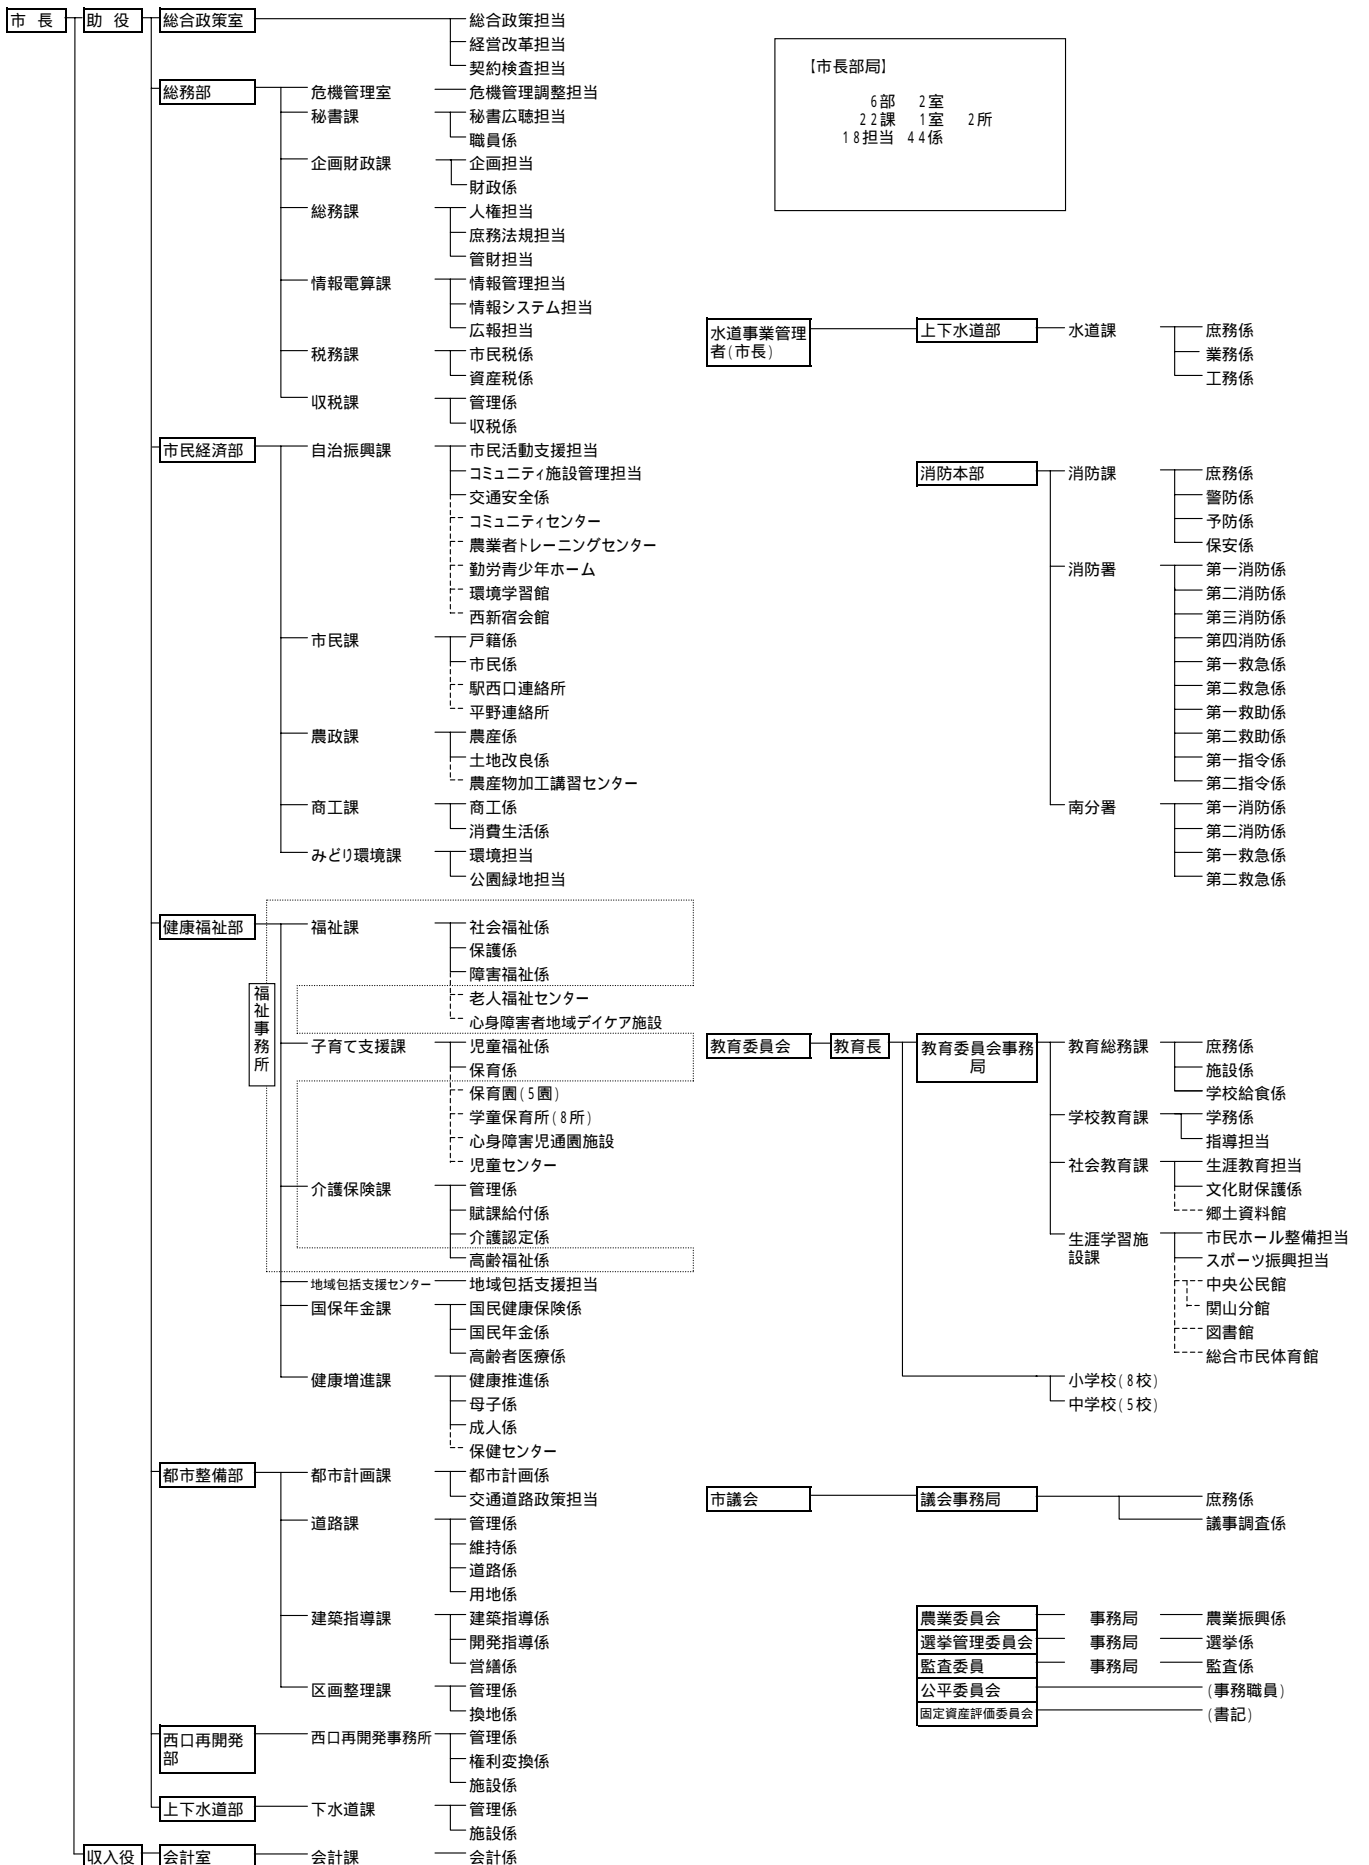 市 長
助 役
総合政策室
総合政策担当
経営改革担当
契約検査担当
総務部
危機管理室
危機管理調整担当
秘書課
秘書広聴担当
職員係
企画財政課
企画担当
財政係
総務課
人権担当
庶務法規担当
管財担当
情報電算課
情報管理担当
情報システム担当
広報担当
税務課
市民税係
資産税係
収税課
管理係
収税係
市民経済部
自治振興課
市民活動支援担当
コミュニティ施設管理担当
交通安全係
コミュニティセンター
農業者トレーニングセンター
勤労青少年ホーム
環境学習館
西新宿会館
市民課
戸籍係
市民係
駅西口連絡所
平野連絡所
農政課
農産係
土地改良係
農産物加工講習センター
商工課
商工係
消費生活係
みどり環境課
環境担当
公園緑地担当
健康福祉部
福祉事務所
福祉課
社会福祉係
保護係
障害福祉係
老人福祉センター
心身障害者地域デイケア施設
子育て支援課
児童福祉係
保育係
保育園(5園)
学童保育所(8所)
心身障害児通園施設
児童センター
介護保険課
管理係
賦課給付係
介護認定係
高齢福祉係
地域包括支援センター
地域包括支援担当
国保年金課
国民健康保険係
国民年金係
高齢者医療係
健康増進課
健康推進係
母子係
成人係
保健センター
都市整備部
都市計画課
都市計画係
交通道路政策担当
道路課
管理係
維持係
道路係
用地係
建築指導課
建築指導係
開発指導係
営繕係
区画整理課
管理係
換地係
西口再開発
部
西口再開発事務所
管理係
権利変換係
施設係
上下水道部
下水道課
管理係
施設係
収入役
会計室
会計課
会計係
【市長部局】
6部 2室
22課 1室 2所
18担当 44係
水道事業管理
者(市長)
上下水道部
水道課
庶務係
業務係
工務係
消防本部
消防課
庶務係
警防係
予防係
保安係
消防署
第一消防係
第二消防係
第三消防係
第四消防係
第一救急係
第二救急係
第一救助係
第二救助係
第一指令係
第二指令係
南分署
第一消防係
第二消防係
第一救急係
第二救急係
教育委員会
教育長
教育委員会事務
局
教育総務課
庶務係
施設係
学校給食係
学校教育課
学務係
指導担当
社会教育課
生涯教育担当
文化財保護係
郷土資料館
生涯学習施
設課
市民ホール整備担当
スポーツ振興担当
中央公民館
関山分館
図書館
総合市民体育館
小学校(8校)
中学校(5校)
市議会
議会事務局
庶務係
議事調査係
農業委員会
事務局
農業振興係
選挙管理委員会
事務局
選挙係
監査委員
事務局
監査係
公平委員会
(事務職員)
固定資産評価委員会
(書記)